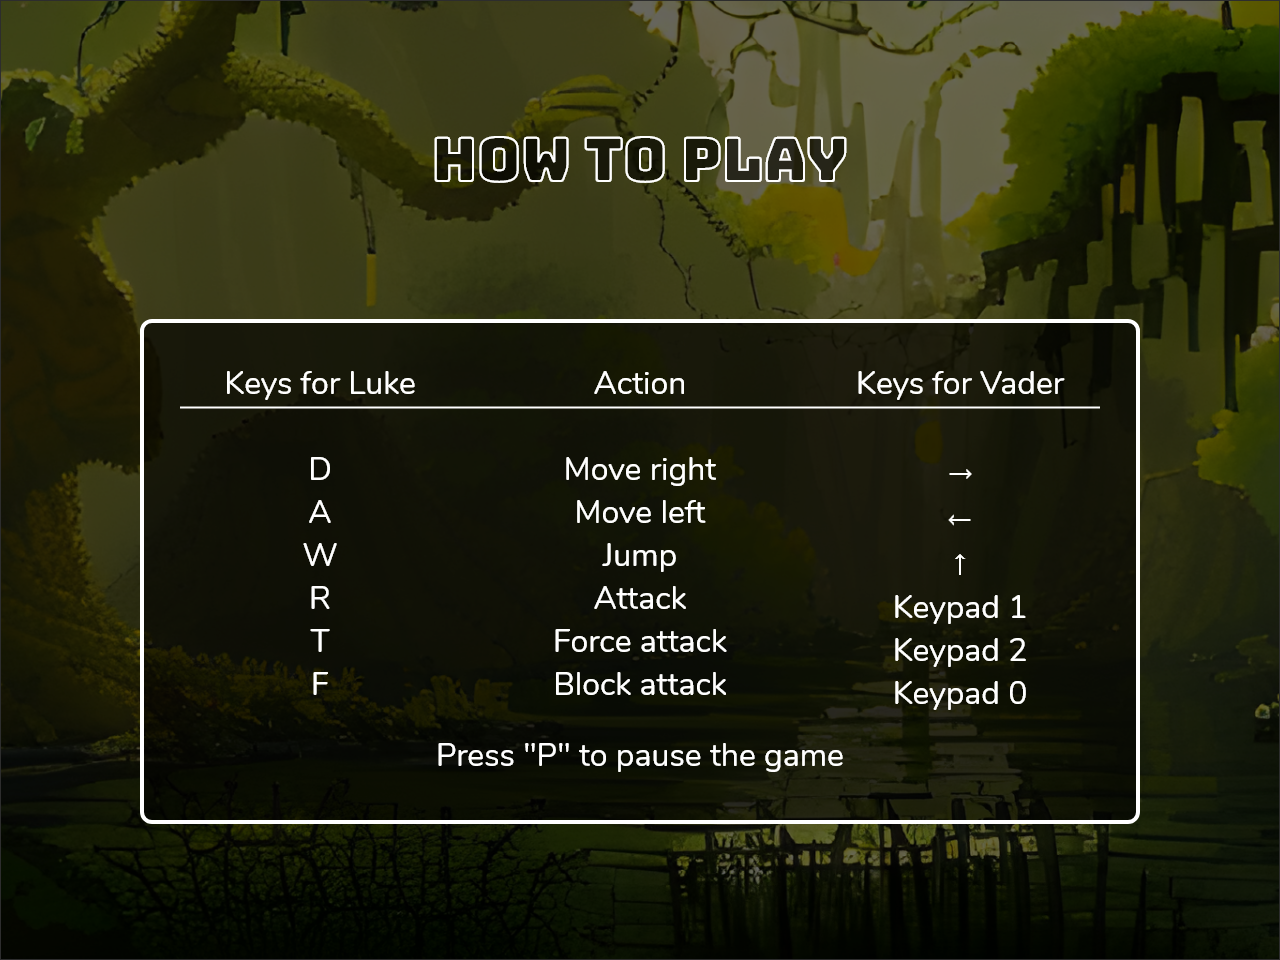 HOW TO PLAY
Keys for Luke Action Keys for Vader
D Move right →
A Move left ←
W Jump ↑
R Attack Keypad 1
T Force attack Keypad 2
F Block attack Keypad 0
Press "P" to pause the game